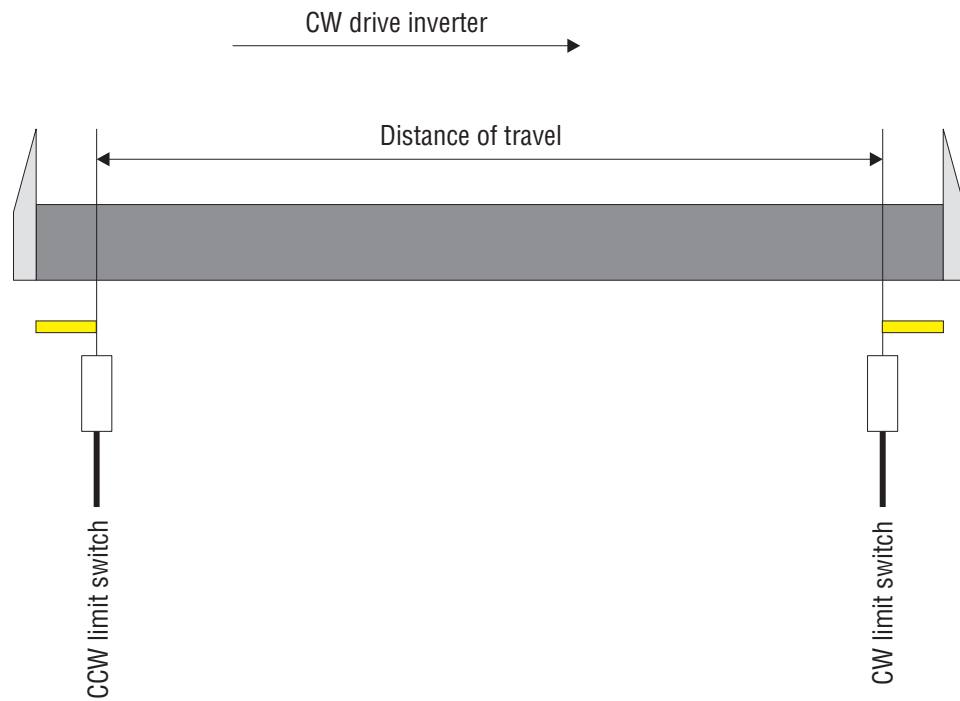 CW drive inverter
Distance of travel
CCW limit switch
CW limit switch